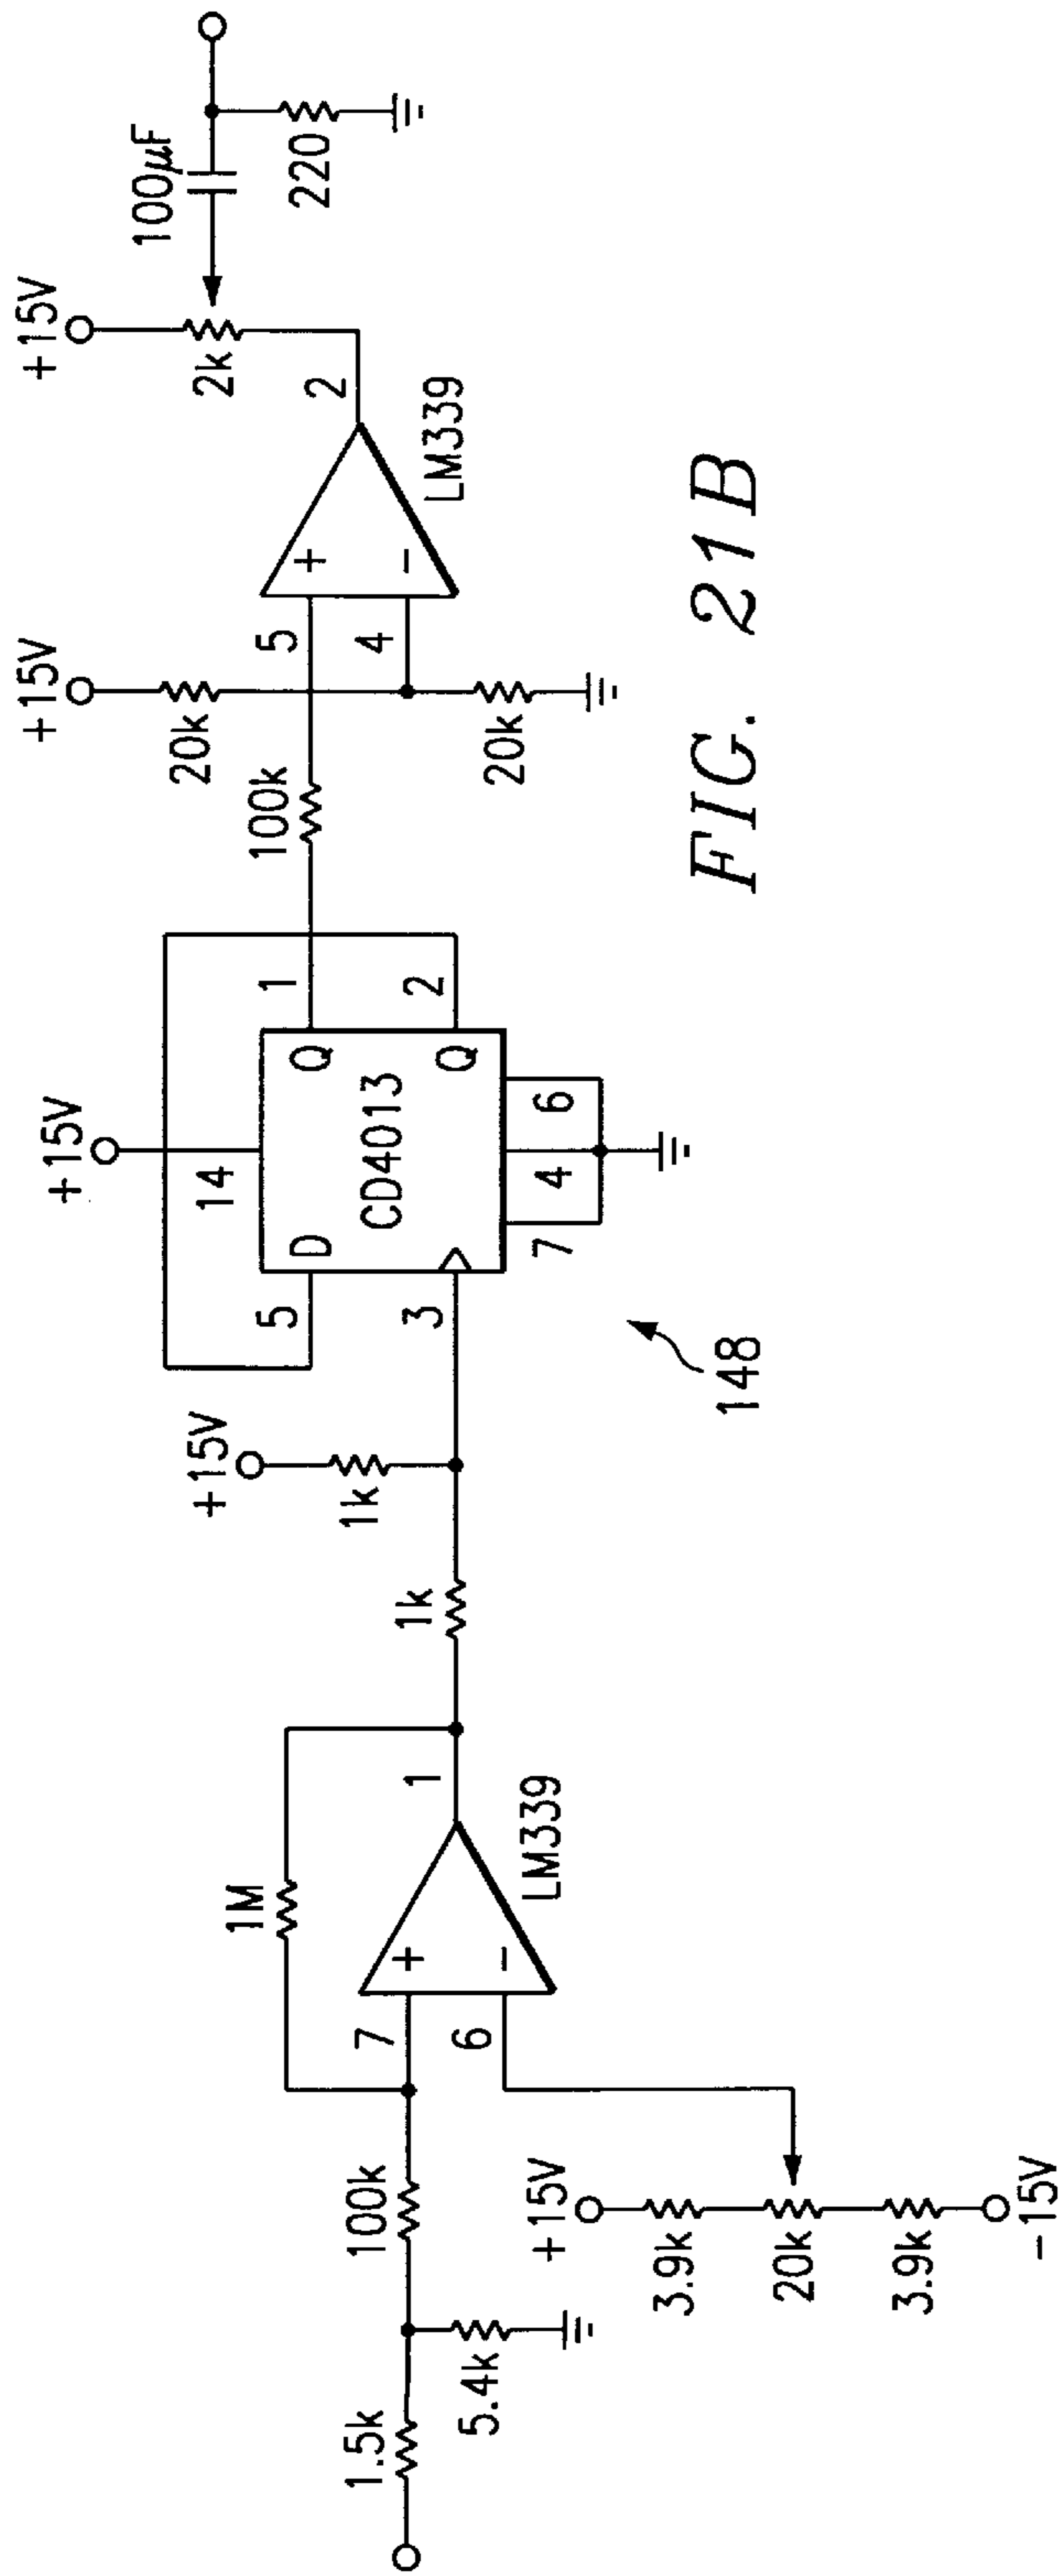 1.5k
5.4k
100k
1M
7
+
6
−
1
LM339
+15V
3.9k
20k
3.9k
−15V
1k
+15V
1k
+15V
14
5
D
3
CD4013
Q
1
Q
2
7
4
6
148
100k
+15V
20k
20k
5
+
4
−
2
LM339
+15V
2k
100µF
220
FIG. 21B